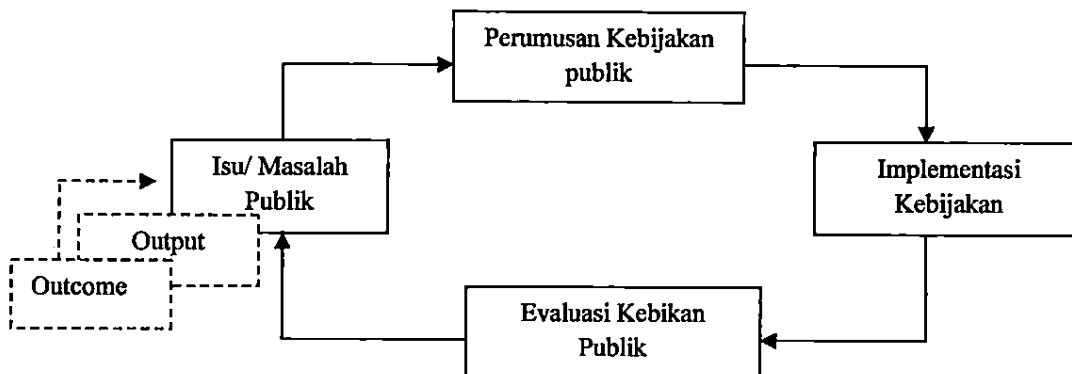 Perumusan Kebijakan
publik
Isu/ Masalah
Publik
Implementasi
Kebijakan
Output
Outcome
Evaluasi Kebikan
Publik